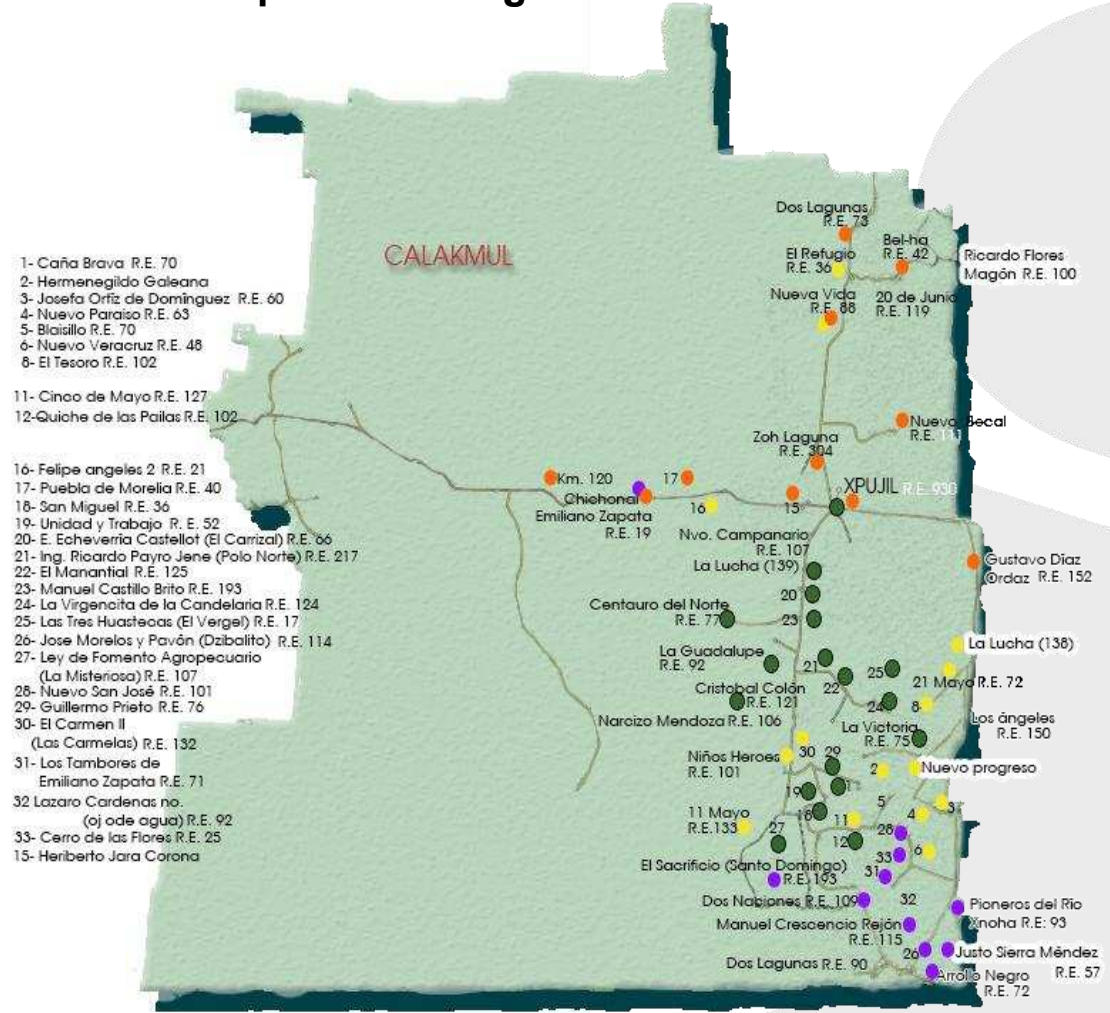 CALAKMUL
1- Caña Brava R.E. 70
2- Hermenegildo Galeana
3- Josefa Ortíz de Domínguez R.E. 60
4- Nuevo Paraiso R.E. 63
5- Blaisillo R.E. 70
6- Nuevo Veracruz R.E. 48
8- El Tesoro R.E. 102
11- Cinco de Mayo R.E. 127
12-Quiche de las Pailas R.E. 102
16- Felipe angeles 2 R.E. 21
17- Puebla de Morelia R.E. 40
18- San Miguel R.E. 36
19- Unidad y Trabajo R. E. 52
20- E. Echeverria Castellot (El Carrizal) R.E. 66
21- Ing. Ricardo Payro Jene (Polo Norte) R.E. 217
22- El Manantial R.E. 125
23- Manuel Castillo Brito R.E. 193
24- La Virgencita de la Candelaria R.E. 124
25- Las Tres Huastecas (El Vergel) R.E. 17
26- Jose Morelos y Pavón (Dzibalito) R.E. 114
27- Ley de Fomento Agropecuario
(La Misteriosa) R.E. 107
28- Nuevo San José R.E. 101
29- Guillermo Prieto R.E. 76
30- El Carmen II
(Las Carmelas) R.E. 132
31- Los Tambores de
Emiliano Zapata R.E. 71
32 Lazaro Cardenas no.
(oj ode agua) R.E. 92
33- Cerro de las Flores R.E. 25
15- Heriberto Jara Corona
Dos Lagunas
R.E. 73
El Refugio
R.E. 36
Bel-ha
R.E. 42
Ricardo Flores
Magón R.E. 100
Nueva Vida
R.E. 88
20 de Junio
R.E. 119
Nuevo Becal
R.E. 111
Zoh Laguna
R.E. 304
Km. 120
17
XPUJIL R.E. 930
Chichonal
Emiliano Zapata
R.E. 19
16
15
Nvo. Campanario
R.E. 107
La Lucha (139)
Gustavo Díaz
Ordaz R.E. 152
20
Centauro del Norte
R.E. 77
23
La Lucha (138)
La Guadalupe
R.E. 92
21
22
25
21 Mayo R.E. 72
Cristobal Colón
R.E. 121
24
8
Narcizo Mendoza R.E. 106
La Victoria
R.E. 75
Los ángeles
R.E. 150
Niños Heroes
R.E. 101
30
29
2
Nuevo progreso
19
5
18
11
4
11 Mayo
R.E.133
27
12
28
33
6
El Sacrificio (Santo Domingo)
R.E. 193
31
Dos Naciones R.E. 109
32
Pioneros del Río
Xnoha R.E: 93
Manuel Crescencio Rejón
R.E. 115
26
Justo Sierra Méndez
R.E. 57
Dos Lagunas R.E. 90
Arrollo Negro
R.E. 72